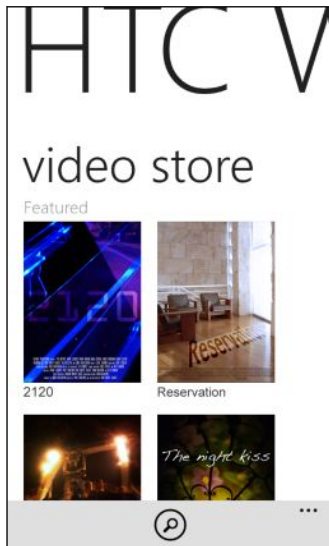 HTC V
video store
Featured
2120
Reservation
2120
Reservation
The night kiss